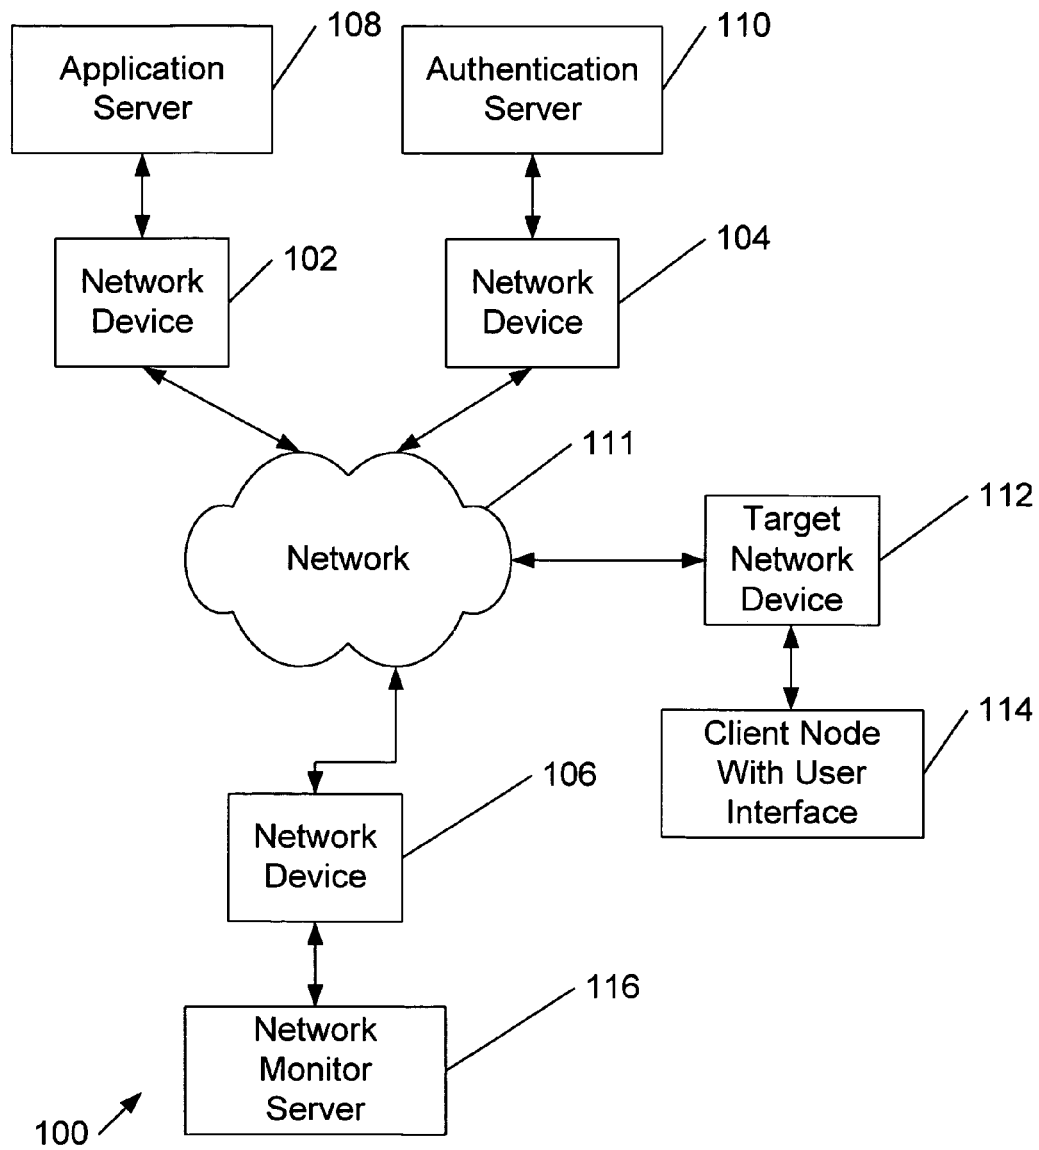 108
Application
Server
110
Authentication
Server
102
Network
Device
104
Network
Device
111
Network
112
Target
Network
Device
114
Client Node
With User
Interface
106
Network
Device
116
Network
Monitor
Server
100